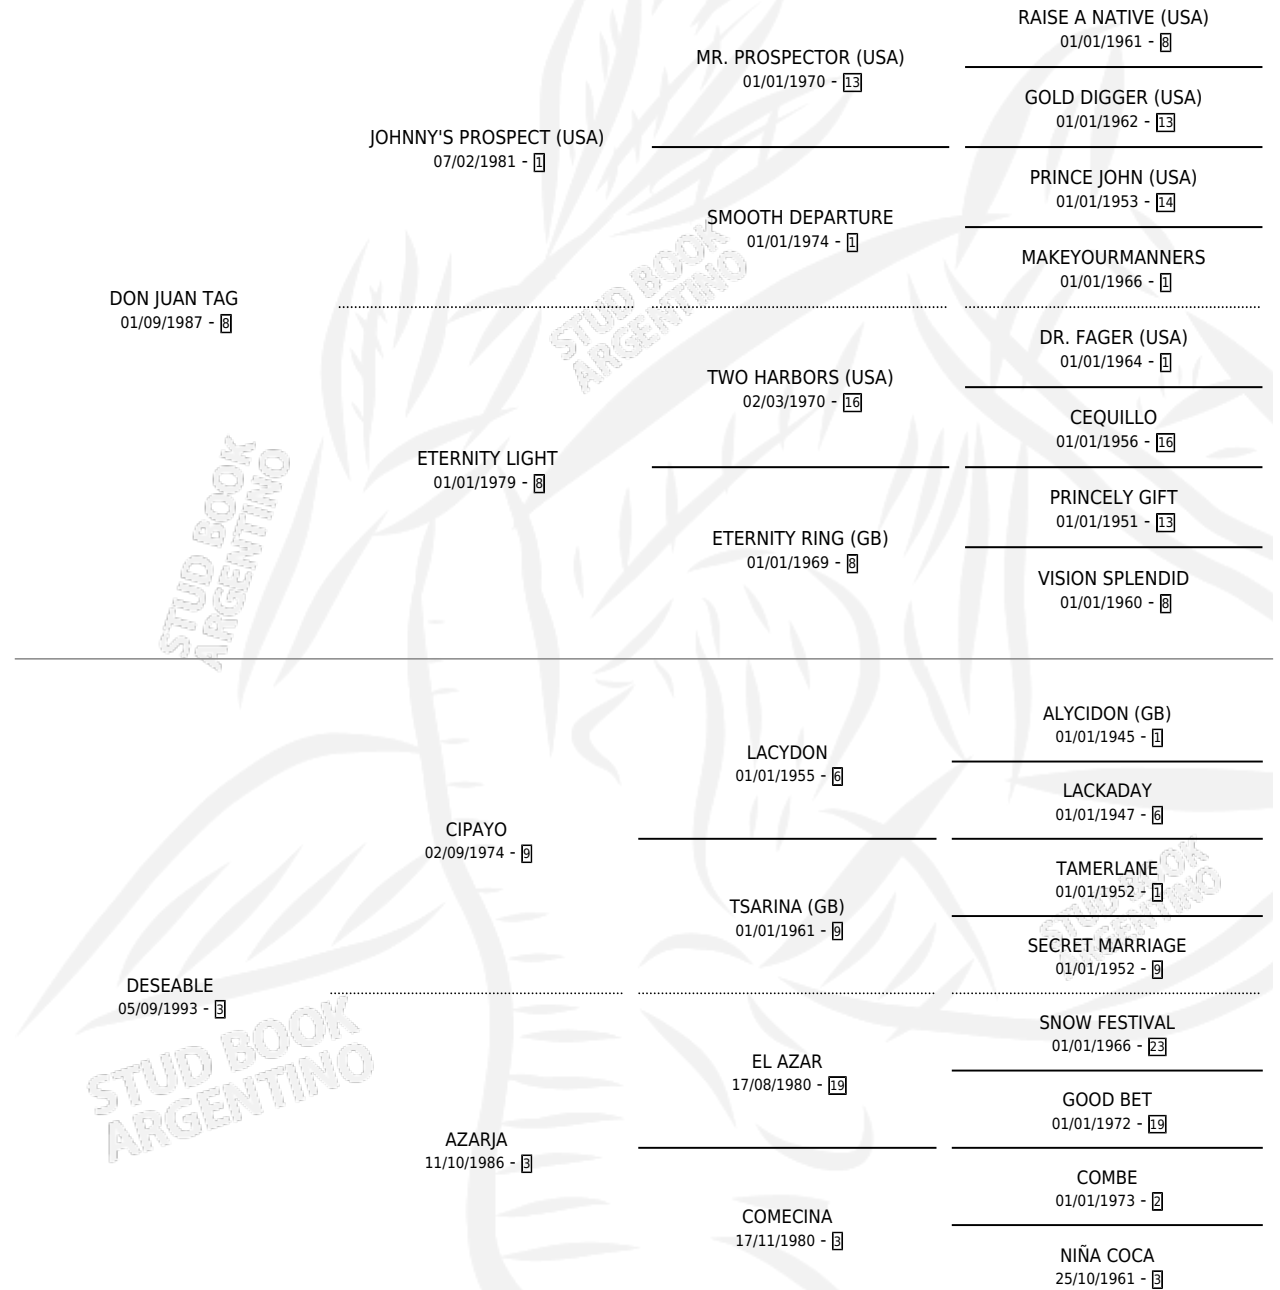 RAISE A NATIVE (USA)
01/01/1961 - 8
MR. PROSPECTOR (USA)
01/01/1970 - 13
GOLD DIGGER (USA)
01/01/1962 - 13
JOHNNY'S PROSPECT (USA)
07/02/1981 - 1
PRINCE JOHN (USA)
01/01/1953 - 14
SMOOTH DEPARTURE
01/01/1974 - 1
MAKEYOURMANNERS
01/01/1966 - 1
DON JUAN TAG
01/09/1987 - 8
DR. FAGER (USA)
01/01/1964 - 1
TWO HARBORS (USA)
02/03/1970 - 16
CEQUILLO
01/01/1956 - 16
ETERNITY LIGHT
01/01/1979 - 8
PRINCELY GIFT
01/01/1951 - 13
ETERNITY RING (GB)
01/01/1969 - 8
VISION SPLENDID
01/01/1960 - 8
ALYCIDON (GB)
01/01/1945 - 1
LACYDON
01/01/1955 - 6
LACKADAY
01/01/1947 - 6
CIPAYO
02/09/1974 - 9
TAMERLANE
01/01/1952 - 1
TSARINA (GB)
01/01/1961 - 9
SECRET MARRIAGE
01/01/1952 - 9
DESEABLE
05/09/1993 - 3
SNOW FESTIVAL
01/01/1966 - 23
EL AZAR
17/08/1980 - 19
GOOD BET
01/01/1972 - 19
AZARJA
11/10/1986 - 3
COMBE
01/01/1973 - 2
COMECINA
17/11/1980 - 3
NIÑA COCA
25/10/1961 - 3
STUD BOOK
ARGENTINO
STUD BOOK
ARGENTINO
STUD BOOK
ARGENTINO
STUD BOOK
ARGENTINO